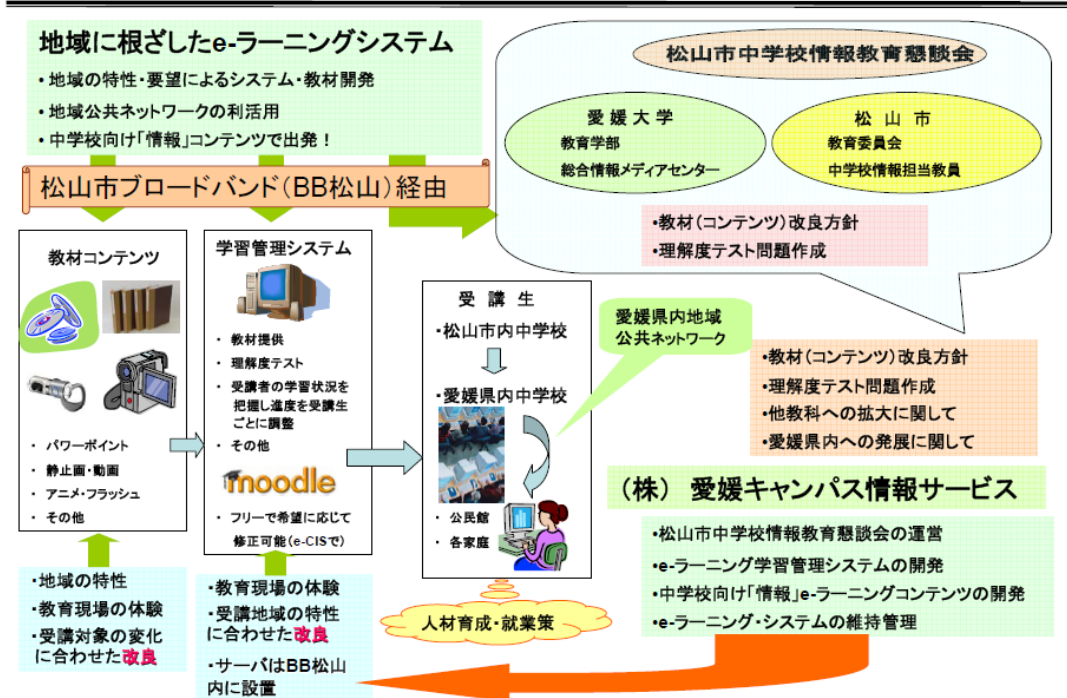 地域に根ざしたe-ラーニングシステム
・地域の特性・要望によるシステム・教材開発
・地域公共ネットワークの利活用
・中学校向け「情報」コンテンツで出発！
松山市ブロードバンド（BB松山）経由
松山市中学校情報教育懇談会
愛媛大学
教育学部
総合情報メディアセンター
松山市
教育委員会
中学校情報担当教員
・教材（コンテンツ）改良方針
・理解度テスト問題作成
教材コンテンツ
・ パワーポイント
・ 静止画・動画
・ アニメ・フラッシュ
・ その他
学習管理システム
・ 教材提供
・ 理解度テスト
・ 受講者の学習状況を
把握し進度を受講生
ごとに調整
・ その他
moodle
・ フリーで希望に応じて
修正可能（e-CISで）
受講生
・松山市内中学校
・愛媛県内中学校
・ 公民館
・ 各家庭
愛媛県内地域
公共ネットワーク
・教材（コンテンツ）改良方針
・理解度テスト問題作成
・他教科への拡大に関して
・愛媛県内への発展に関して
（株） 愛媛キャンパス情報サービス
・松山市中学校情報教育懇談会の運営
・e-ラーニング学習管理システムの開発
・中学校向け「情報」e-ラーニングコンテンツの開発
・e-ラーニング・システムの維持管理
・地域の特性
・教育現場の体験
・受講対象の変化
に合わせた改良
・教育現場の体験
・受講地域の特性
に合わせた改良
・サーバはBB松山
内に設置
人材育成・就業策